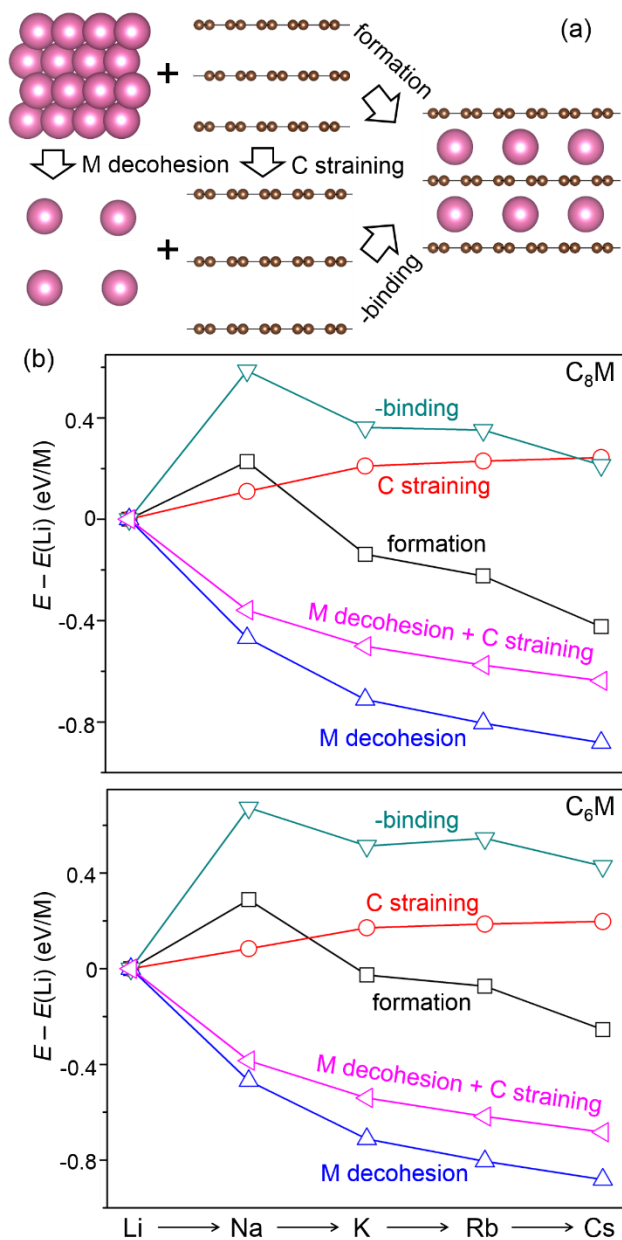 (a)
+
formation
M decohesion
C straining
+
-binding
(b)
C₈M
E – E(Li) (eV/M)
0.4
0
-0.4
-0.8
-binding
C straining
formation
M decohesion + C straining
M decohesion
C₆M
E – E(Li) (eV/M)
0.4
0
-0.4
-0.8
-binding
C straining
formation
M decohesion + C straining
M decohesion
Li → Na → K → Rb → Cs